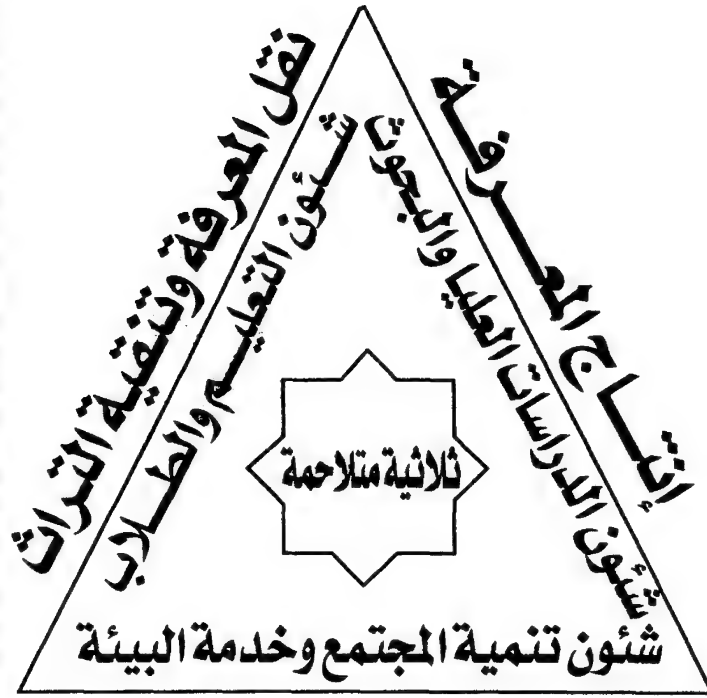 إنتاج المعرفة
شئون الدراسات العليا والبحوث
نقل المعرفة وتنقية التراث
شئون التعليم والطلاب
ثلاثية متلاحمة
شئون تنمية المجتمع وخدمة البيئة